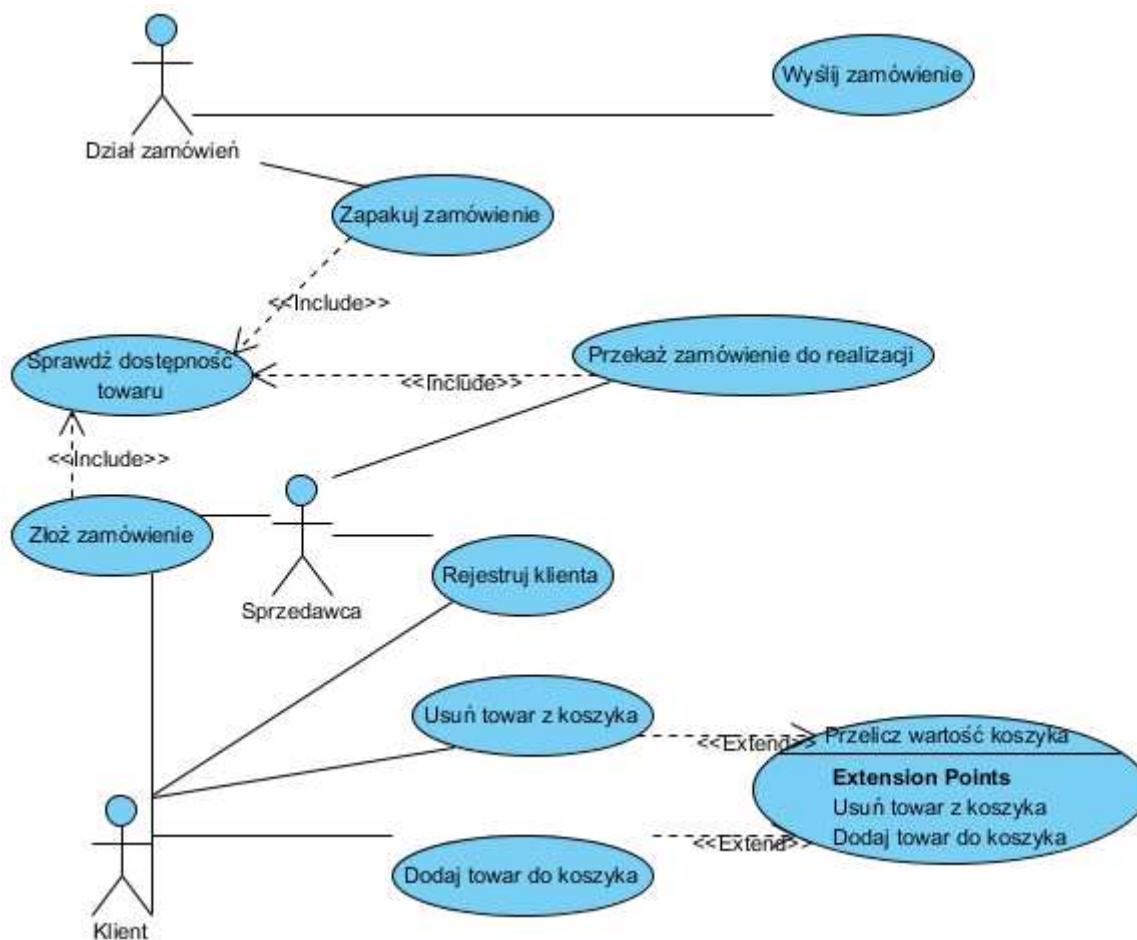 Wyślij zamówienie
Dział zamówień
Zapakuj zamówienie
<<Include>>
Sprawdź dostępność
towaru
Przekaż zamówienie do realizacji
<<Include>>
<<Include>>
Złoż zamówienie
Sprzedawca
Rejestruj klienta
Usuń towar z koszyka
<<Extend>>
Przelicz wartość koszyka
Extension Points
Usuń towar z koszyka
Dodaj towar do koszyka
<<Extend>>
Dodaj towar do koszyka
Klient